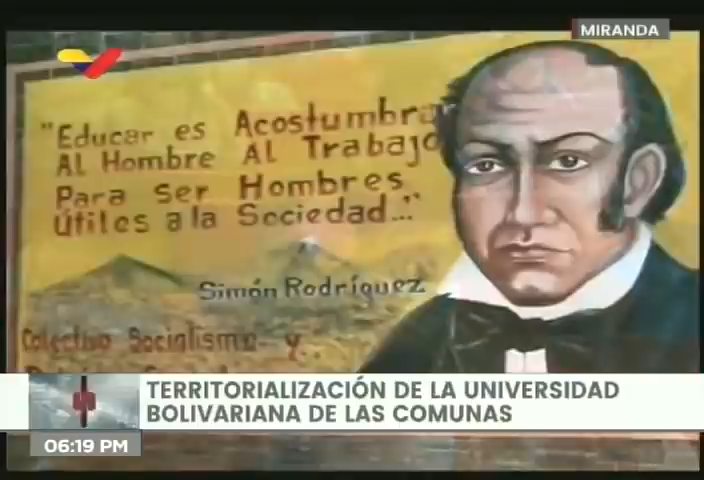 MIRANDA
"Educar es Acostumbrar
Al Hombre Al Trabajo
Para Ser Hombres
Útiles a la Sociedad..."
Simón Rodríguez
Colectivo Socialismo y
TERRITORIALIZACIÓN DE LA UNIVERSIDAD
BOLIVARIANA DE LAS COMUNAS
06:19 PM